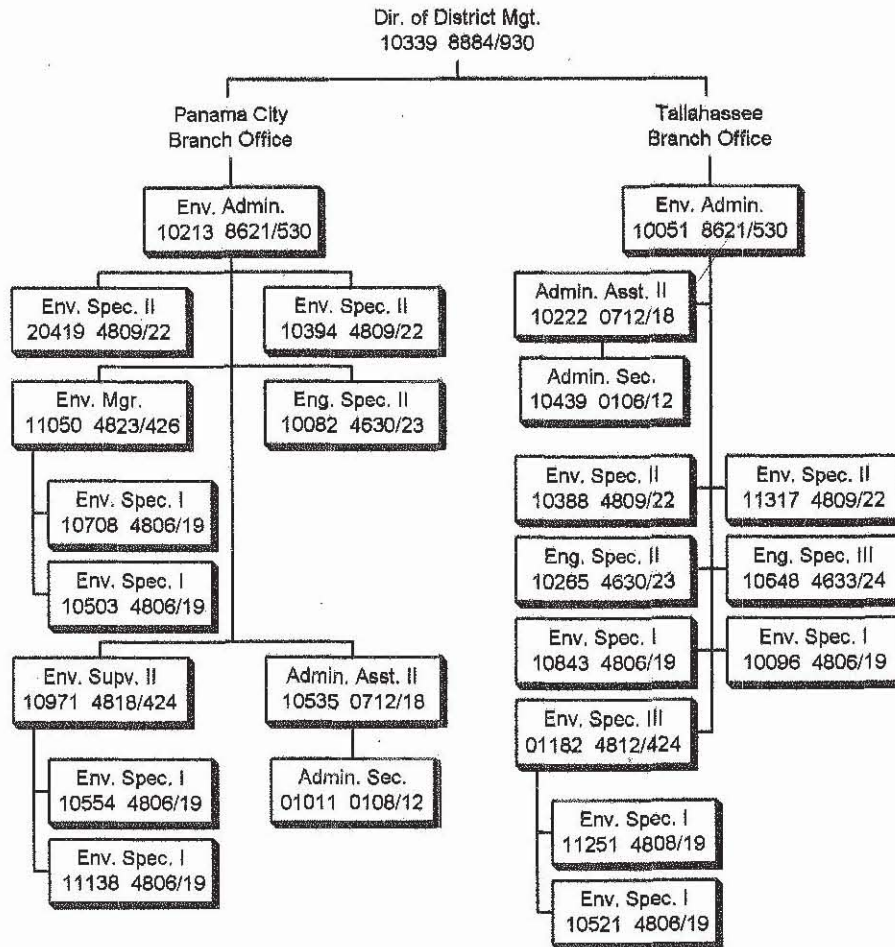 Dir. of District Mgt.
10339 8884/930
Panama City
Branch Office
Env. Admin.
10213 8621/530
Env. Spec. II
20419 4809/22
Env. Spec. II
10394 4809/22
Env. Mgr.
11050 4823/426
Eng. Spec. II
10082 4630/23
Env. Spec. I
10708 4806/19
Env. Spec. I
10503 4806/19
Env. Supv. II
10971 4818/424
Admin. Asst. II
10535 0712/18
Env. Spec. I
10554 4806/19
Admin. Sec.
01011 0108/12
Env. Spec. I
11138 4806/19
Tallahassee
Branch Office
Env. Admin.
10051 8621/530
Admin. Asst. II
10222 0712/18
Admin. Sec.
10439 0106/12
Env. Spec. II
10388 4809/22
Env. Spec. II
11317 4809/22
Eng. Spec. II
10265 4630/23
Eng. Spec. III
10648 4633/24
Env. Spec. I
10843 4806/19
Env. Spec. I
10096 4806/19
Env. Spec. III
01182 4812/424
Env. Spec. I
11251 4808/19
Env. Spec. I
10521 4806/19